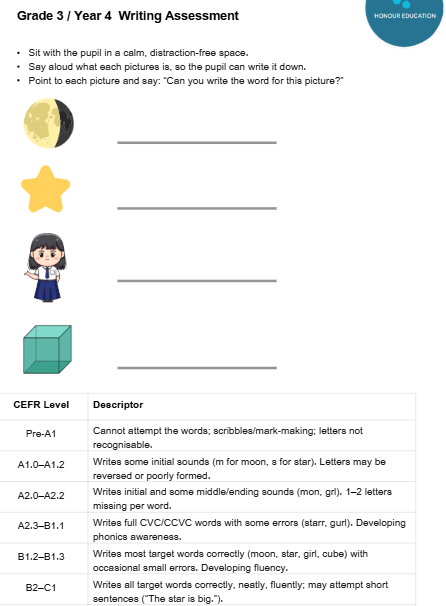 Grade 3 / Year 4 Writing Assessment
HONOUR EDUCATION
• Sit with the pupil in a calm, distraction-free space.
• Say aloud what each pictures is, so the pupil can write it down.
• Point to each picture and say: "Can you write the word for this picture?"
CEFR Level Descriptor
Pre-A1 Cannot attempt the words; scribbles/mark-making; letters not
recognisable.
A1.0–A1.2 Writes some initial sounds (m for moon, s for star). Letters may be
reversed or poorly formed.
A2.0–A2.2 Writes initial and some middle/ending sounds (mon, grl). 1–2 letters
missing per word.
A2.3–B1.1 Writes full CVC/CCVC words with some errors (starr, gurl). Developing
phonics awareness.
B1.2–B1.3 Writes most target words correctly (moon, star, girl, cube) with
occasional small errors. Developing fluency.
B2–C1 Writes all target words correctly, neatly, fluently; may attempt short
sentences ("The star is big.").